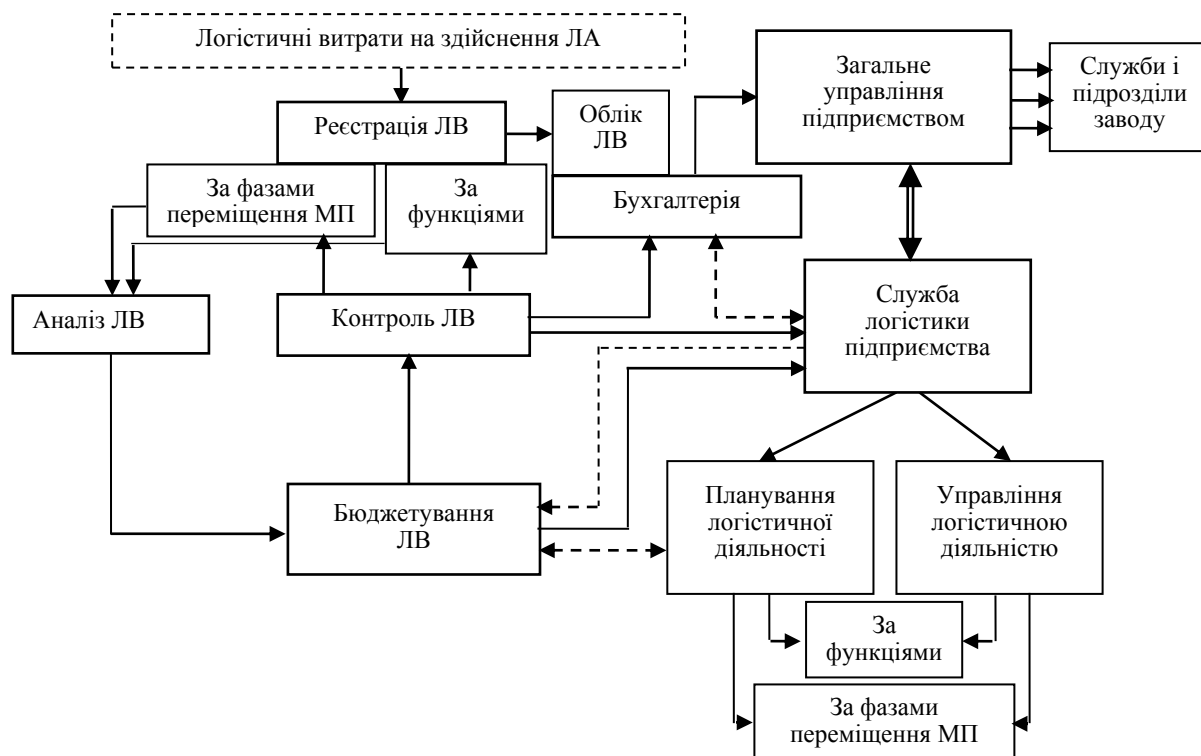 Логістичні витрати на здійснення ЛА
Загальне
управління
підприємством
Служби і
підрозділи
заводу
Реєстрація ЛВ
Облік
ЛВ
За фазами
переміщення МП
За
функціями
Бухгалтерія
Аналіз ЛВ
Контроль ЛВ
Служба
логістики
підприємства
Бюджетування
ЛВ
Планування
логістичної
діяльності
Управління
логістичною
діяльністю
За
функціями
За фазами
переміщення МП